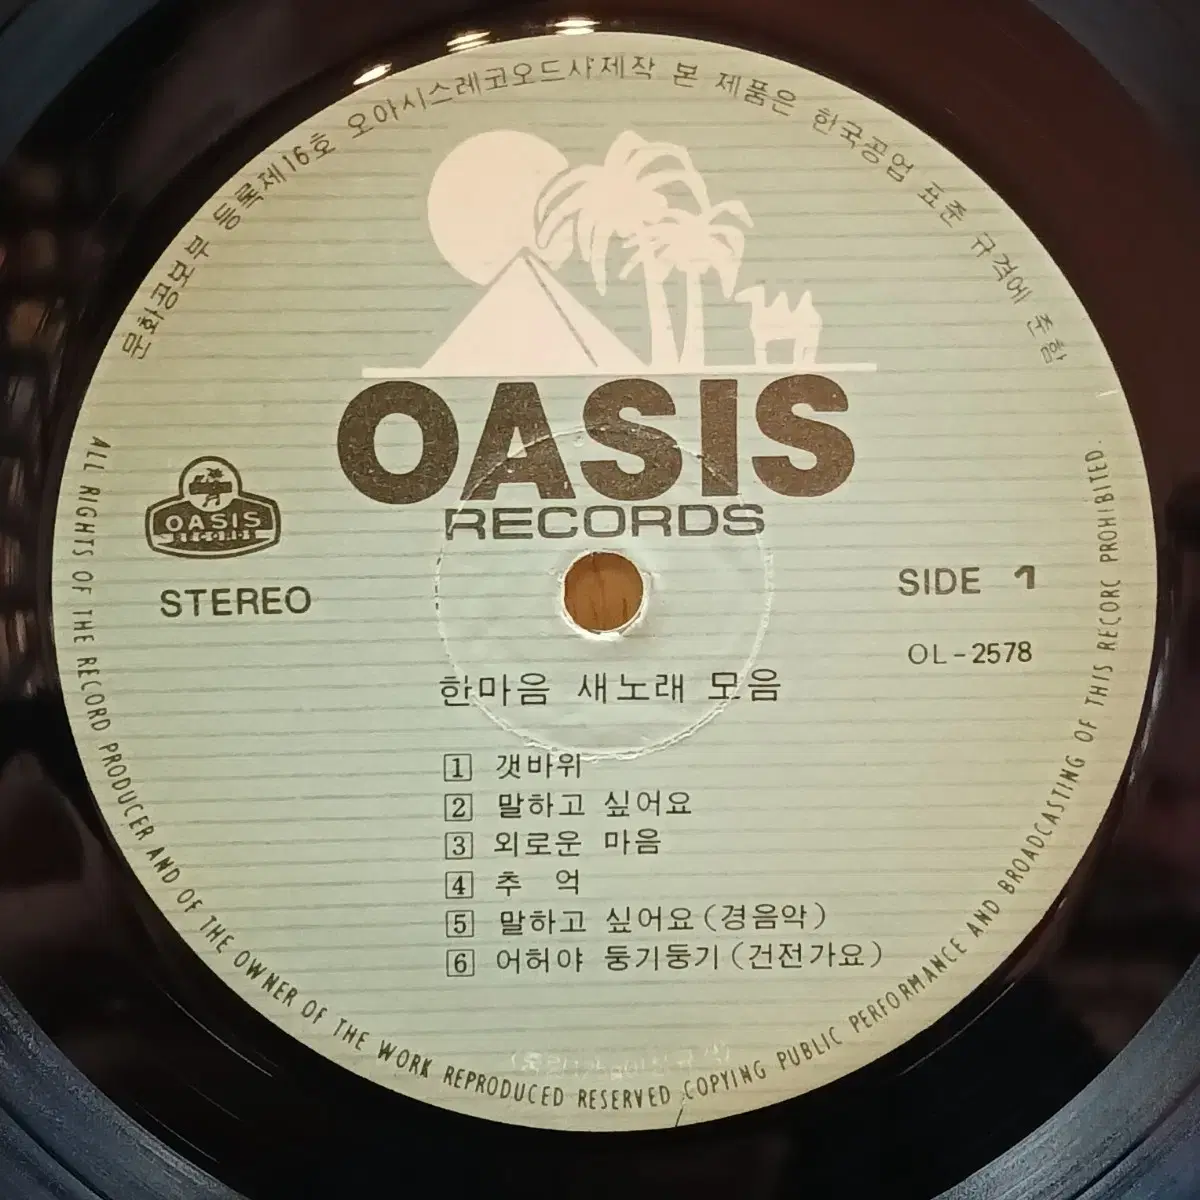 문화공보부 등록제16호 오아시스레코오드사제작 본 제품은 한국공업 표준 규격에 준함
OASIS
RECORDS
OASIS
RECORDS
STEREO
SIDE 1
OL-2578
한마음 새노래 모음
1 갯바위
2 말하고 싶어요
3 외로운 마음
4 추 억
5 말하고 싶어요(경음악)
6 어허야 둥기둥기(건전가요)
ALL RIGHTS OF THE RECORD PRODUCER AND OF THE OWNER OF THE WORK REPRODUCED RESERVED COPYING PUBLIC PERFORMANCE AND BROADCASTING OF THIS RECORC PROHIBITED.